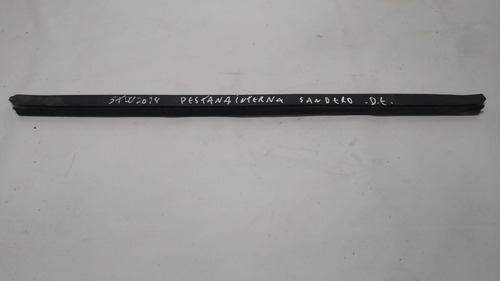 PESTANA INTERNA SANDERO .D.E.